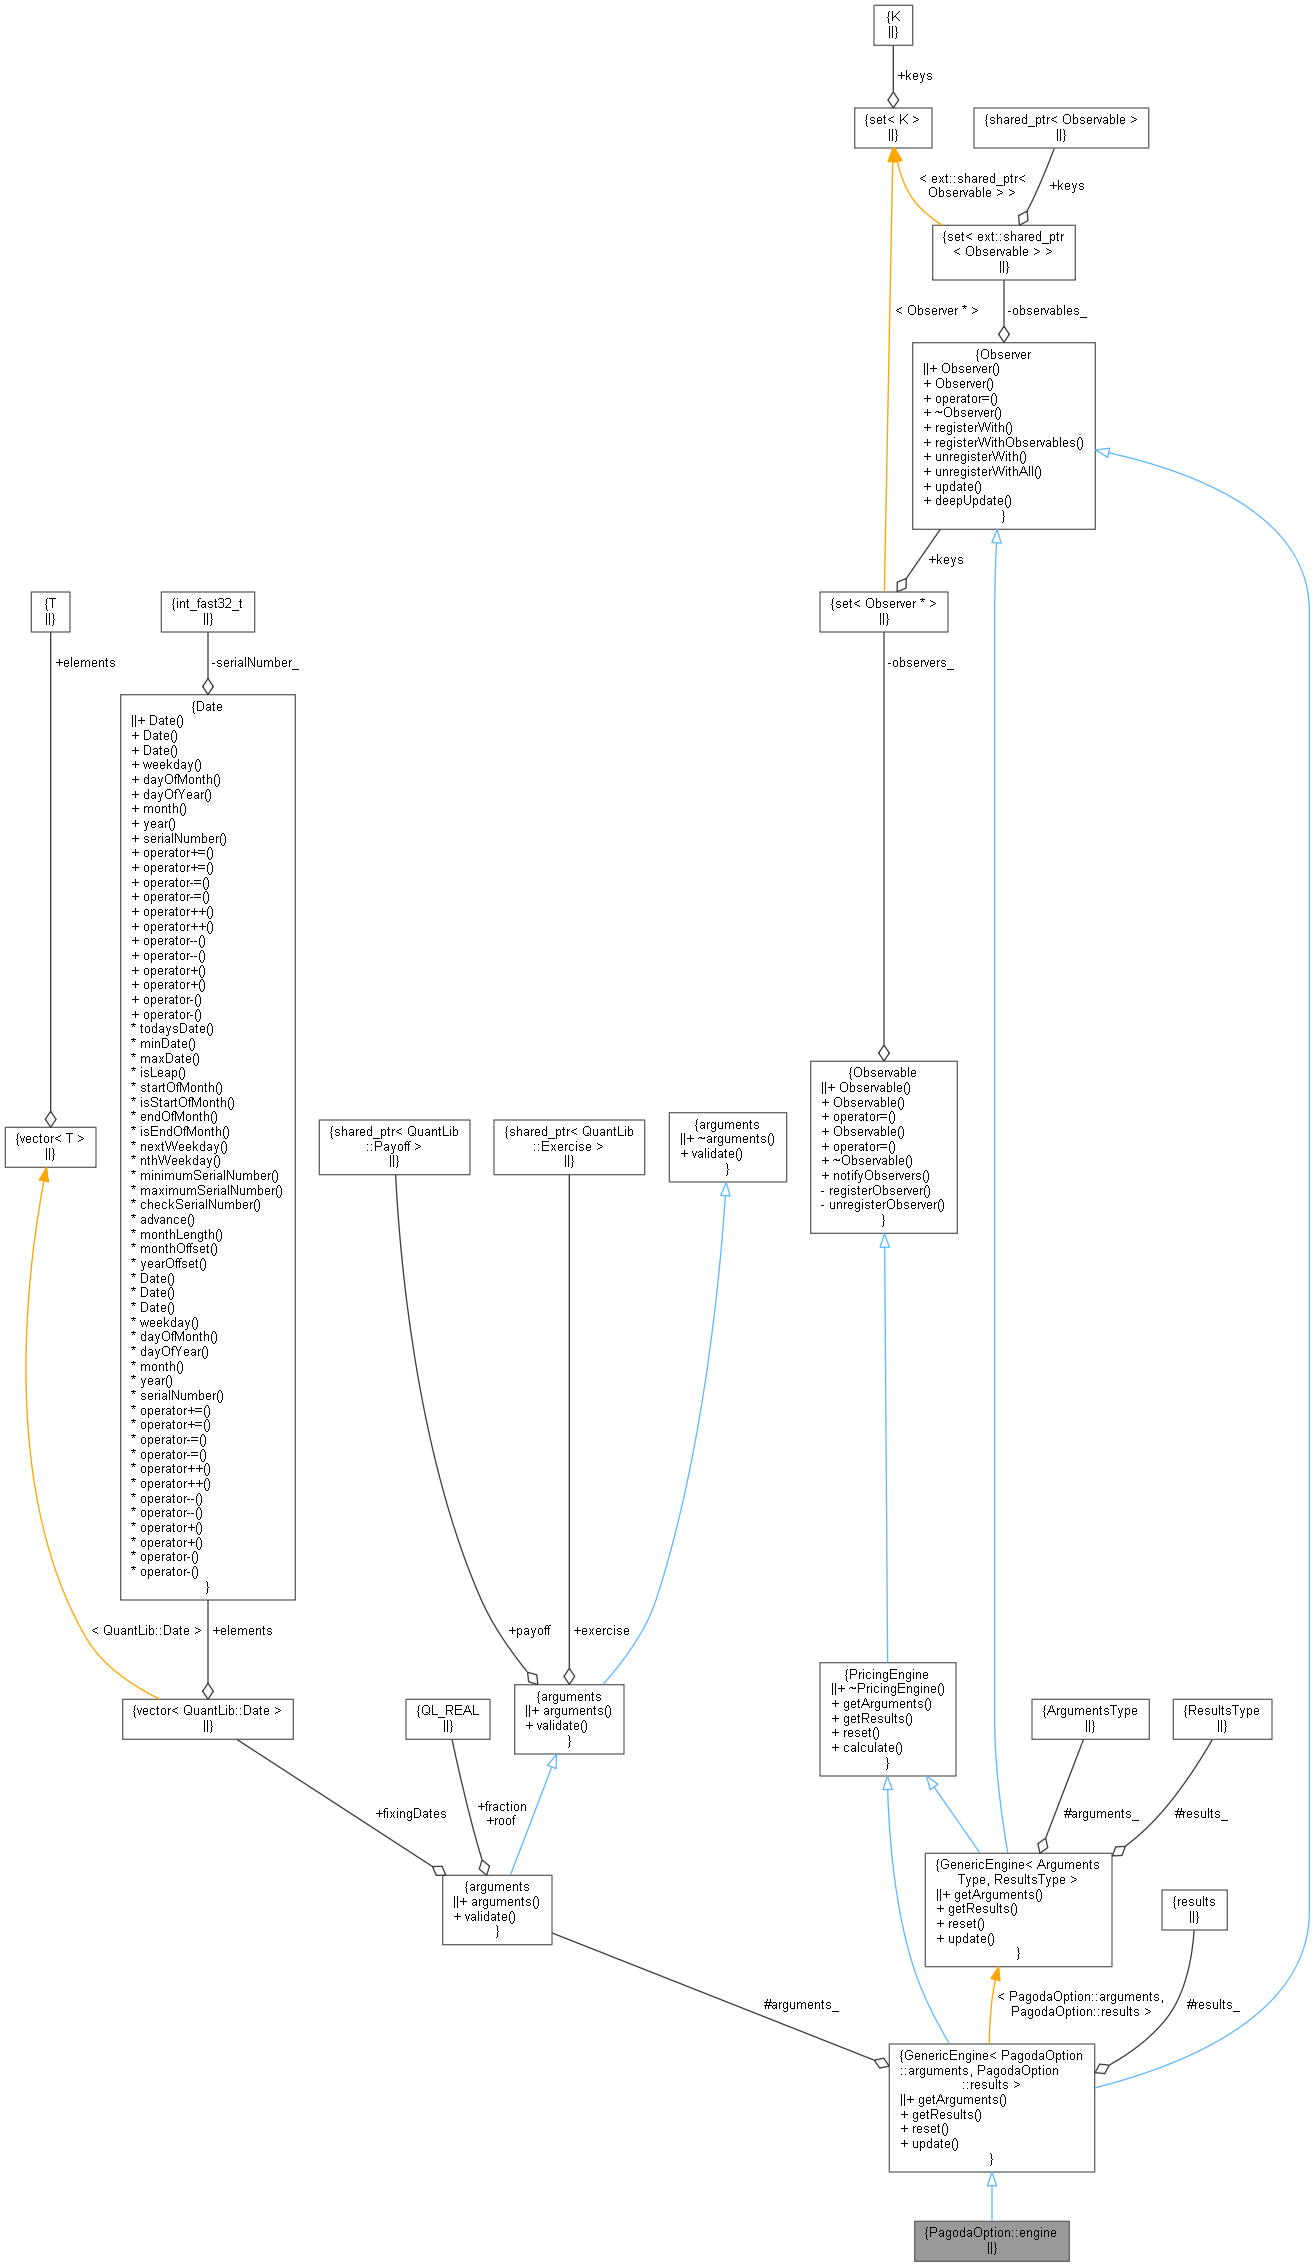 {K
||}
+keys
{set< K >
||}
{shared_ptr< Observable >
||}
< ext::shared_ptr<
Observable > >
+keys
{set< ext::shared_ptr
< Observable > >
||}
< Observer * >
-observables_
{Observer
||+ Observer()
+ Observer()
+ operator=()
+ ~Observer()
+ registerWith()
+ registerWithObservables()
+ unregisterWith()
+ unregisterWithAll()
+ update()
+ deepUpdate()
}
+keys
{T
||}
{int_fast32_t
||}
{set< Observer * >
||}
+elements
-serialNumber_
-observers_
{Date
||+ Date()
+ Date()
+ Date()
+ weekday()
+ dayOfMonth()
+ dayOfYear()
+ month()
+ year()
+ serialNumber()
+ operator+=()
+ operator+=()
+ operator-=()
+ operator-=()
+ operator++()
+ operator++()
+ operator--()
+ operator--()
+ operator+()
+ operator+()
+ operator-()
+ operator-()
* todaysDate()
* minDate()
* maxDate()
* isLeap()
* startOfMonth()
* isStartOfMonth()
* endOfMonth()
* isEndOfMonth()
* nextWeekday()
* nthWeekday()
* minimumSerialNumber()
* maximumSerialNumber()
* checkSerialNumber()
* advance()
* monthLength()
* monthOffset()
* yearOffset()
* Date()
* Date()
* Date()
* weekday()
* dayOfMonth()
* dayOfYear()
* month()
* year()
* serialNumber()
* operator+=()
* operator+=()
* operator-=()
* operator-=()
* operator++()
* operator++()
* operator--()
* operator--()
* operator+()
* operator+()
* operator-()
* operator-()
}
{vector< T >
||}
{shared_ptr< QuantLib
::Payoff >
||}
{shared_ptr< QuantLib
::Exercise >
||}
{arguments
||+ ~arguments()
+ validate()
}
{Observable
||+ Observable()
+ Observable()
+ operator=()
+ Observable()
+ operator=()
+ ~Observable()
+ notifyObservers()
- registerObserver()
- unregisterObserver()
}
< QuantLib::Date >
+elements
+payoff
+exercise
{vector< QuantLib::Date >
||}
{QL_REAL
||}
{arguments
||+ arguments()
+ validate()
}
{PricingEngine
||+ ~PricingEngine()
+ getArguments()
+ getResults()
+ reset()
+ calculate()
}
{ArgumentsType
||}
{ResultsType
||}
+fixingDates
+fraction
+roof
#arguments_
#results_
{arguments
||+ arguments()
+ validate()
}
{GenericEngine< Arguments
Type, ResultsType >
||+ getArguments()
+ getResults()
+ reset()
+ update()
}
{results
||}
#arguments_
< PagodaOption::arguments,
PagodaOption::results >
#results_
{GenericEngine< PagodaOption
::arguments, PagodaOption
::results >
||+ getArguments()
+ getResults()
+ reset()
+ update()
}
{PagodaOption::engine
||}